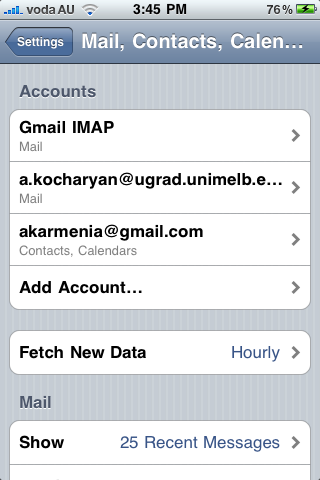 voda AU 3:45 PM 76%
Settings Mail, Contacts, Calen...
Accounts
Gmail IMAP
Mail
a.kocharyan@ugrad.unimelb.e...
Mail
akarmenia@gmail.com
Contacts, Calendars
Add Account...
Fetch New Data Hourly
Mail
Show 25 Recent Messages